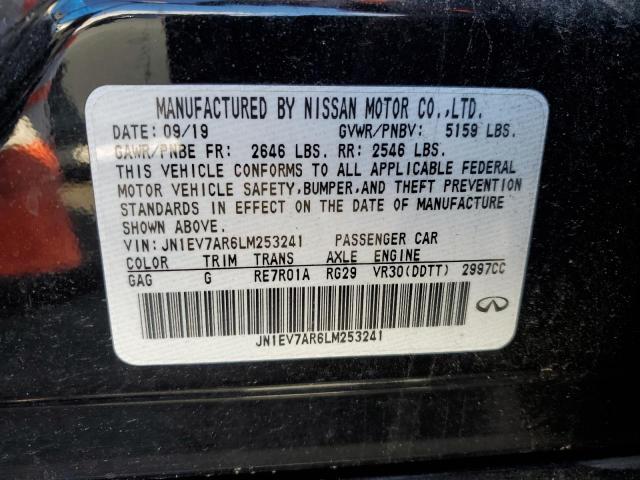 MANUFACTURED BY NISSAN MOTOR CO.,LTD.
DATE: 09/19 GVWR/PNBV: 5159 LBS.
GAWR/PNBE FR: 2646 LBS. RR: 2546 LBS.
THIS VEHICLE CONFORMS TO ALL APPLICABLE FEDERAL
MOTOR VEHICLE SAFETY,BUMPER,AND THEFT PREVENTION
STANDARDS IN EFFECT ON THE DATE OF MANUFACTURE
SHOWN ABOVE.
VIN: JN1EV7AR6LM253241 PASSENGER CAR
COLOR TRIM TRANS AXLE ENGINE
GAG G RE7R01A RG29 VR30(DDTT) 2997CC
JN1EV7AR6LM253241